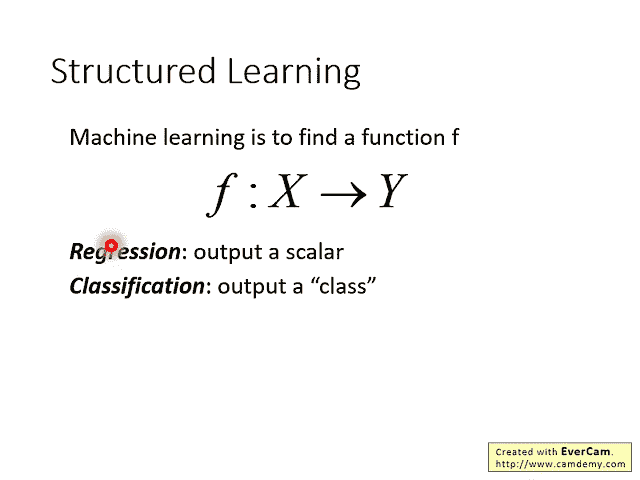 Structured Learning
Machine learning is to find a function f
f : X → Y
Regression: output a scalar
Classification: output a “class”
Created with EverCam.
http://www.camdemy.com